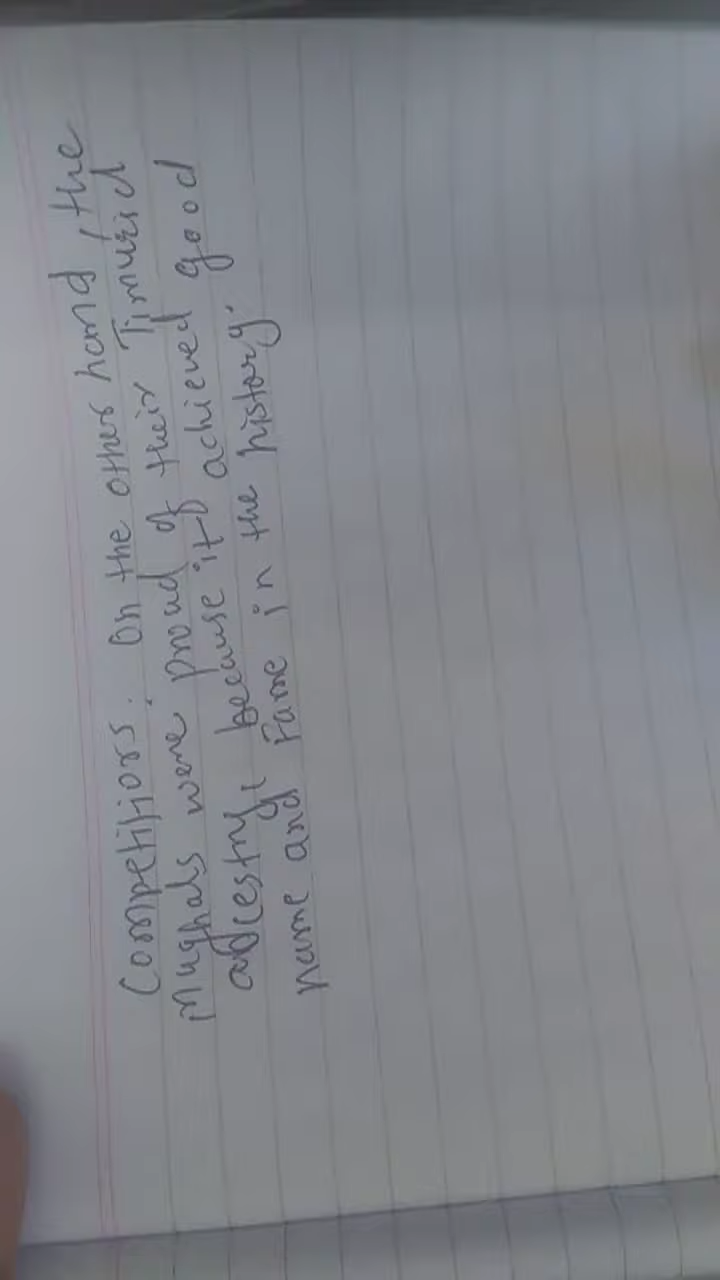 Competitiors. On the other hand, the
Mughals were proud of their Timurid
ancestry, because it achieved good
name and Fame in the history.